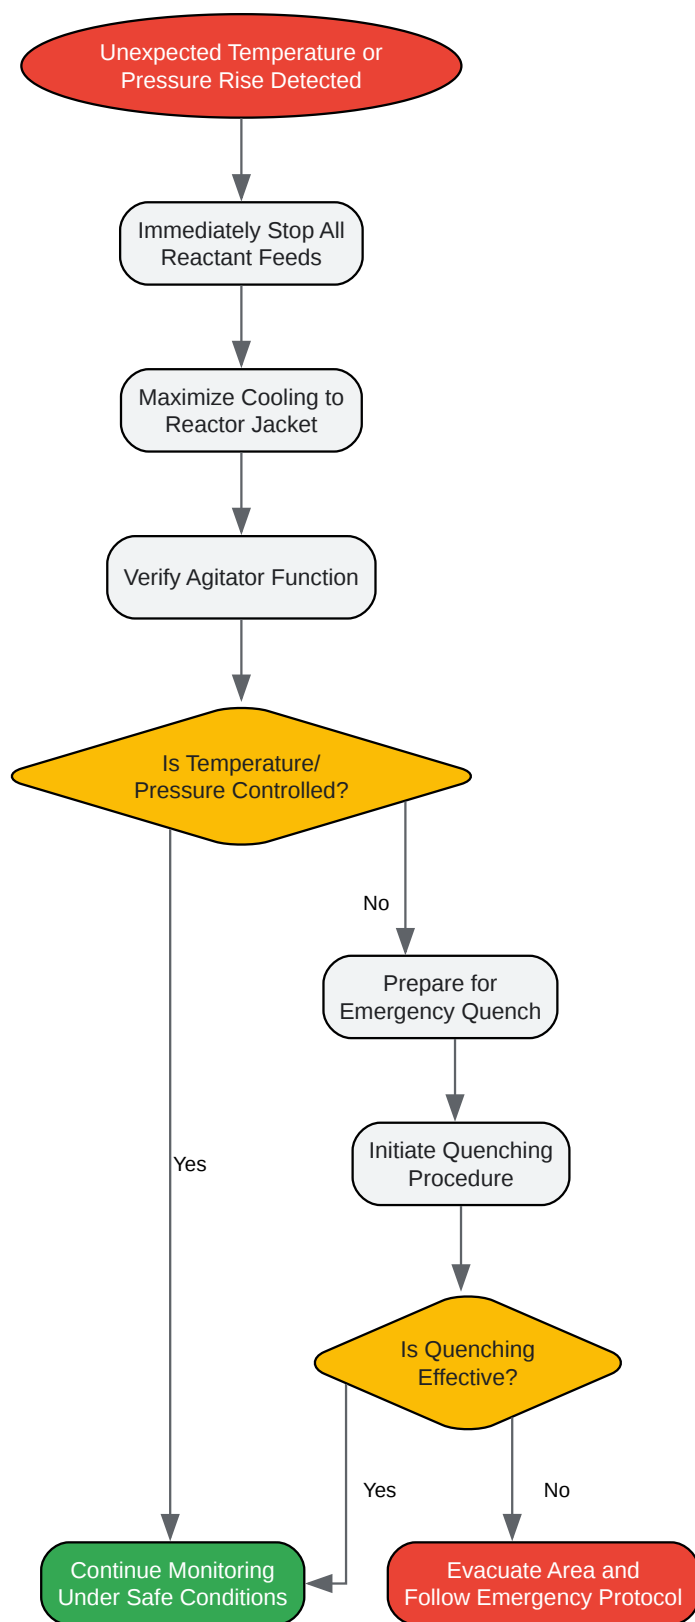 Unexpected Temperature or
Pressure Rise Detected
Immediately Stop All
Reactant Feeds
Maximize Cooling to
Reactor Jacket
Verify Agitator Function
Is Temperature/
Pressure Controlled?
No
Prepare for
Emergency Quench
Initiate Quenching
Procedure
Yes
Is Quenching
Effective?
Yes
No
Continue Monitoring
Under Safe Conditions
Evacuate Area and
Follow Emergency Protocol